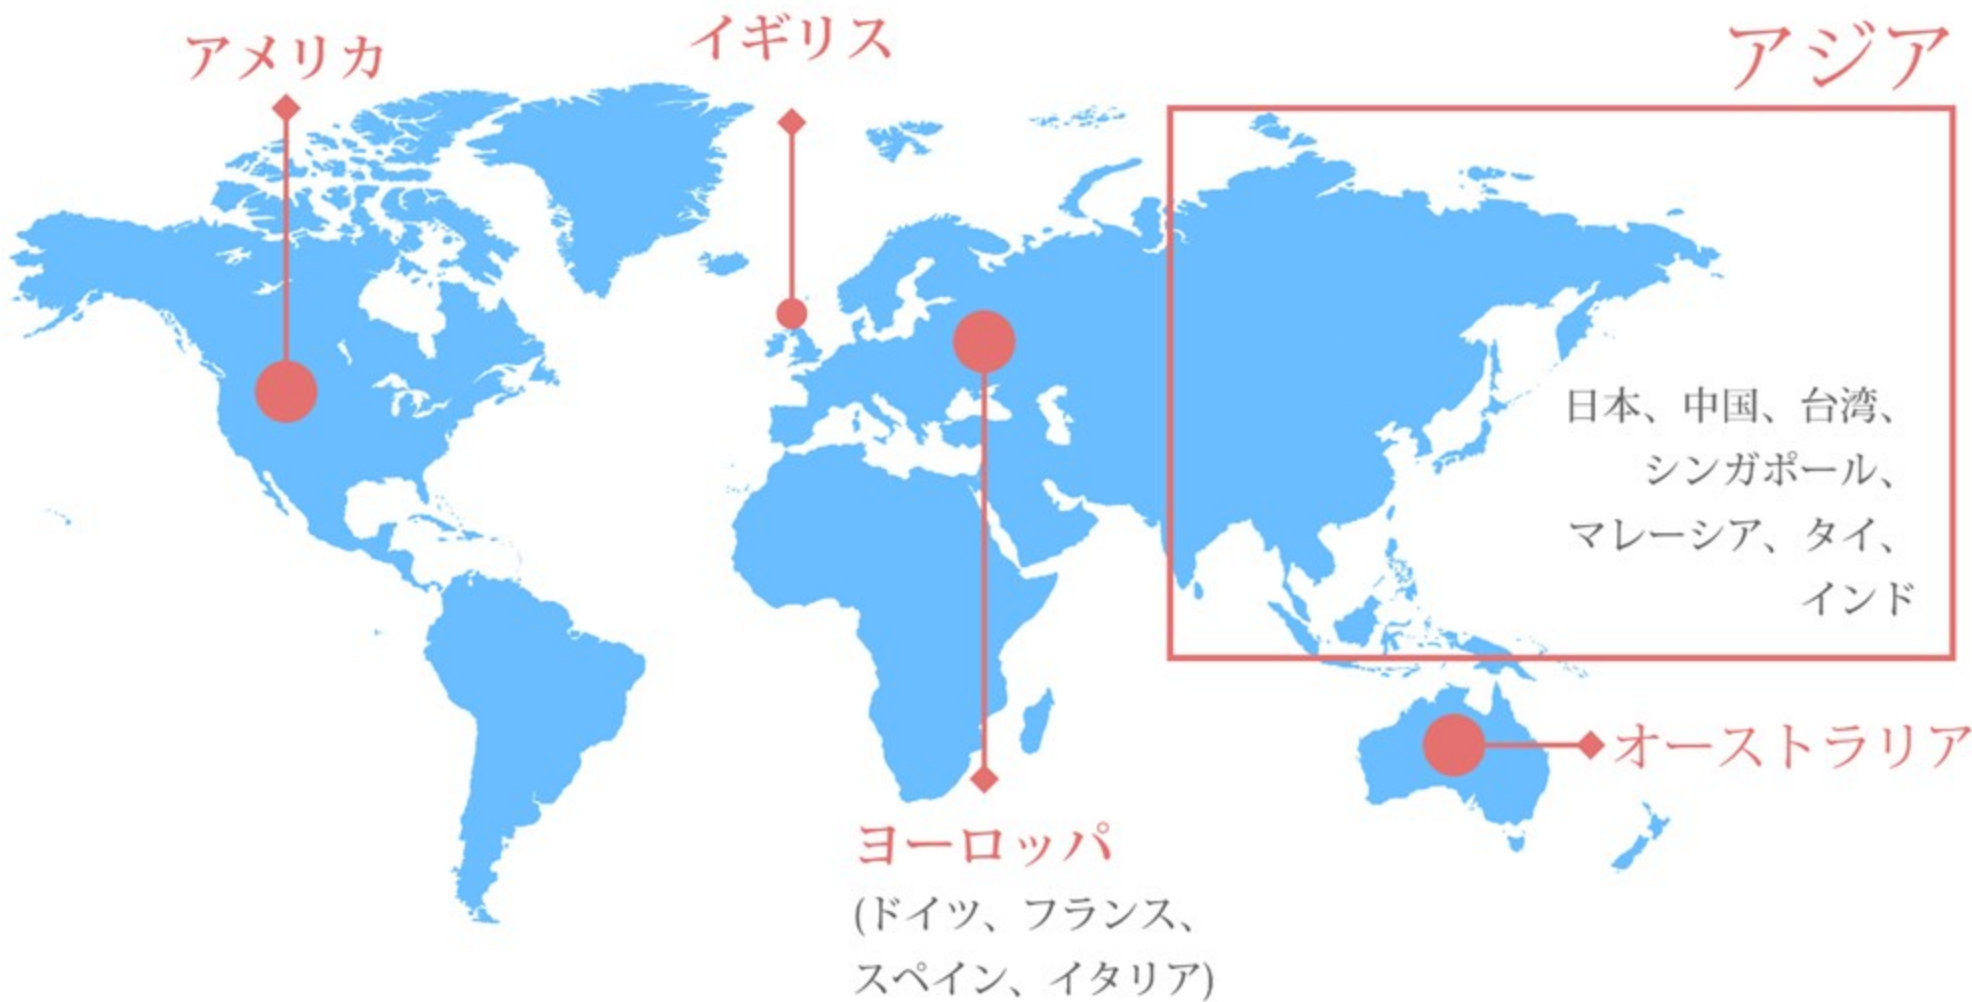 アメリカ
イギリス
アジア
日本、中国、台湾、
シンガポール、
マレーシア、タイ、
インド
オーストラリア
ヨーロッパ
(ドイツ、フランス、
スペイン、イタリア)